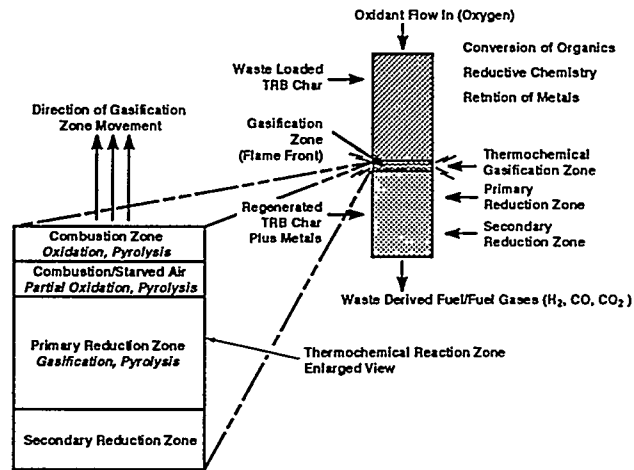 Oxidant Flow In (Oxygen)
Conversion of Organics
Reductive Chemistry
Retntion of Metals
Waste Loaded
TRB Char
Direction of Gasification
Zone Movement
Gasification
Zone
(Flame Front)
Thermochemical
Gasification Zone
Primary
Reduction Zone
Secondary
Reduction Zone
Regenerated
TRB Char
Plus Metals
Waste Derived Fuel/Fuel Gases (H2, CO, CO2)
Combustion Zone
Oxidation, Pyrolysis
Combustion/Starved Air
Partial Oxidation, Pyrolysis
Primary Reduction Zone
Gasification, Pyrolysis
Secondary Reduction Zone
Thermochemical Reaction Zone
Enlarged View